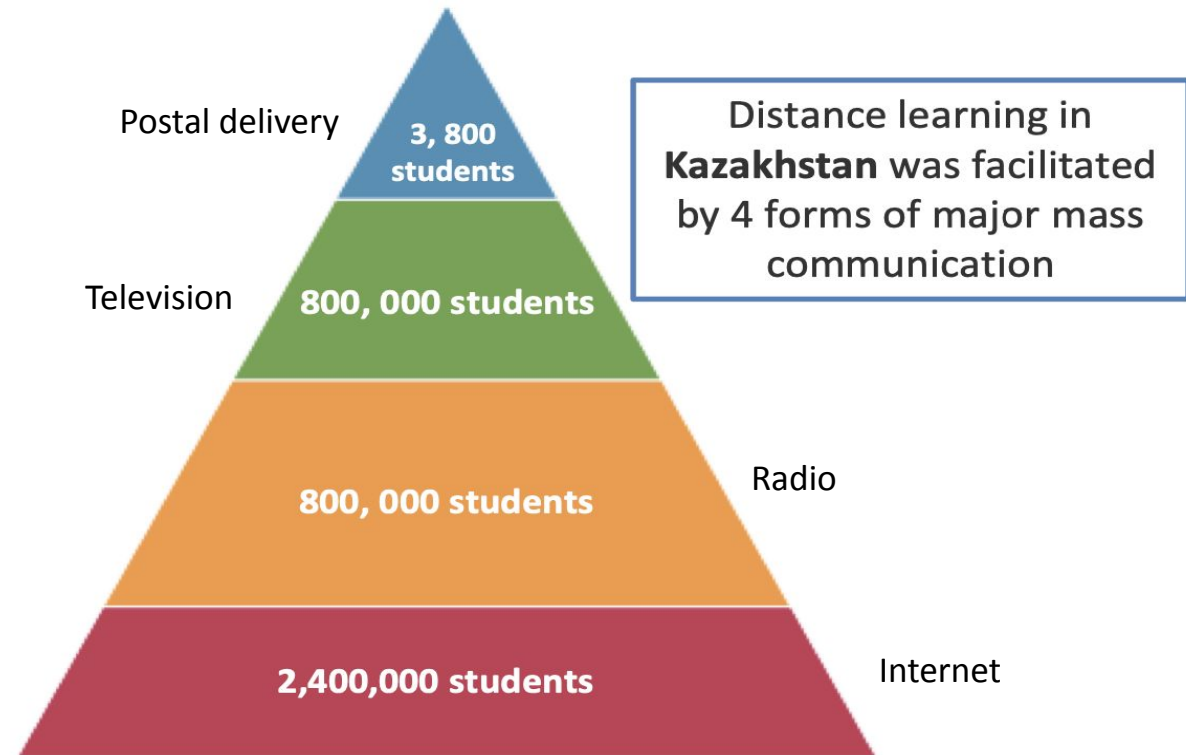 Postal delivery
3, 800
students
Distance learning in
Kazakhstan was facilitated
by 4 forms of major mass
communication
Television
800, 000 students
800, 000 students
Radio
2,400,000 students
Internet